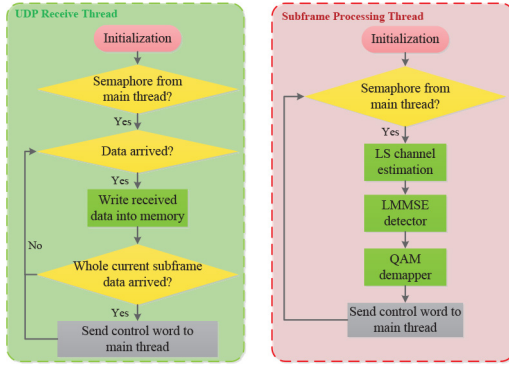 UDP Receive Thread
Initialization
Semaphore from
main thread?
Yes
Data arrived?
Yes
Write received
data into memory
No
Whole current subframe
data arrived?
Yes
Send control word to
main thread
Subframe Processing Thread
Initialization
Semaphore from
main thread?
Yes
LS channel
estimation
LMMSE
detector
QAM
demapper
Send control word to
main thread